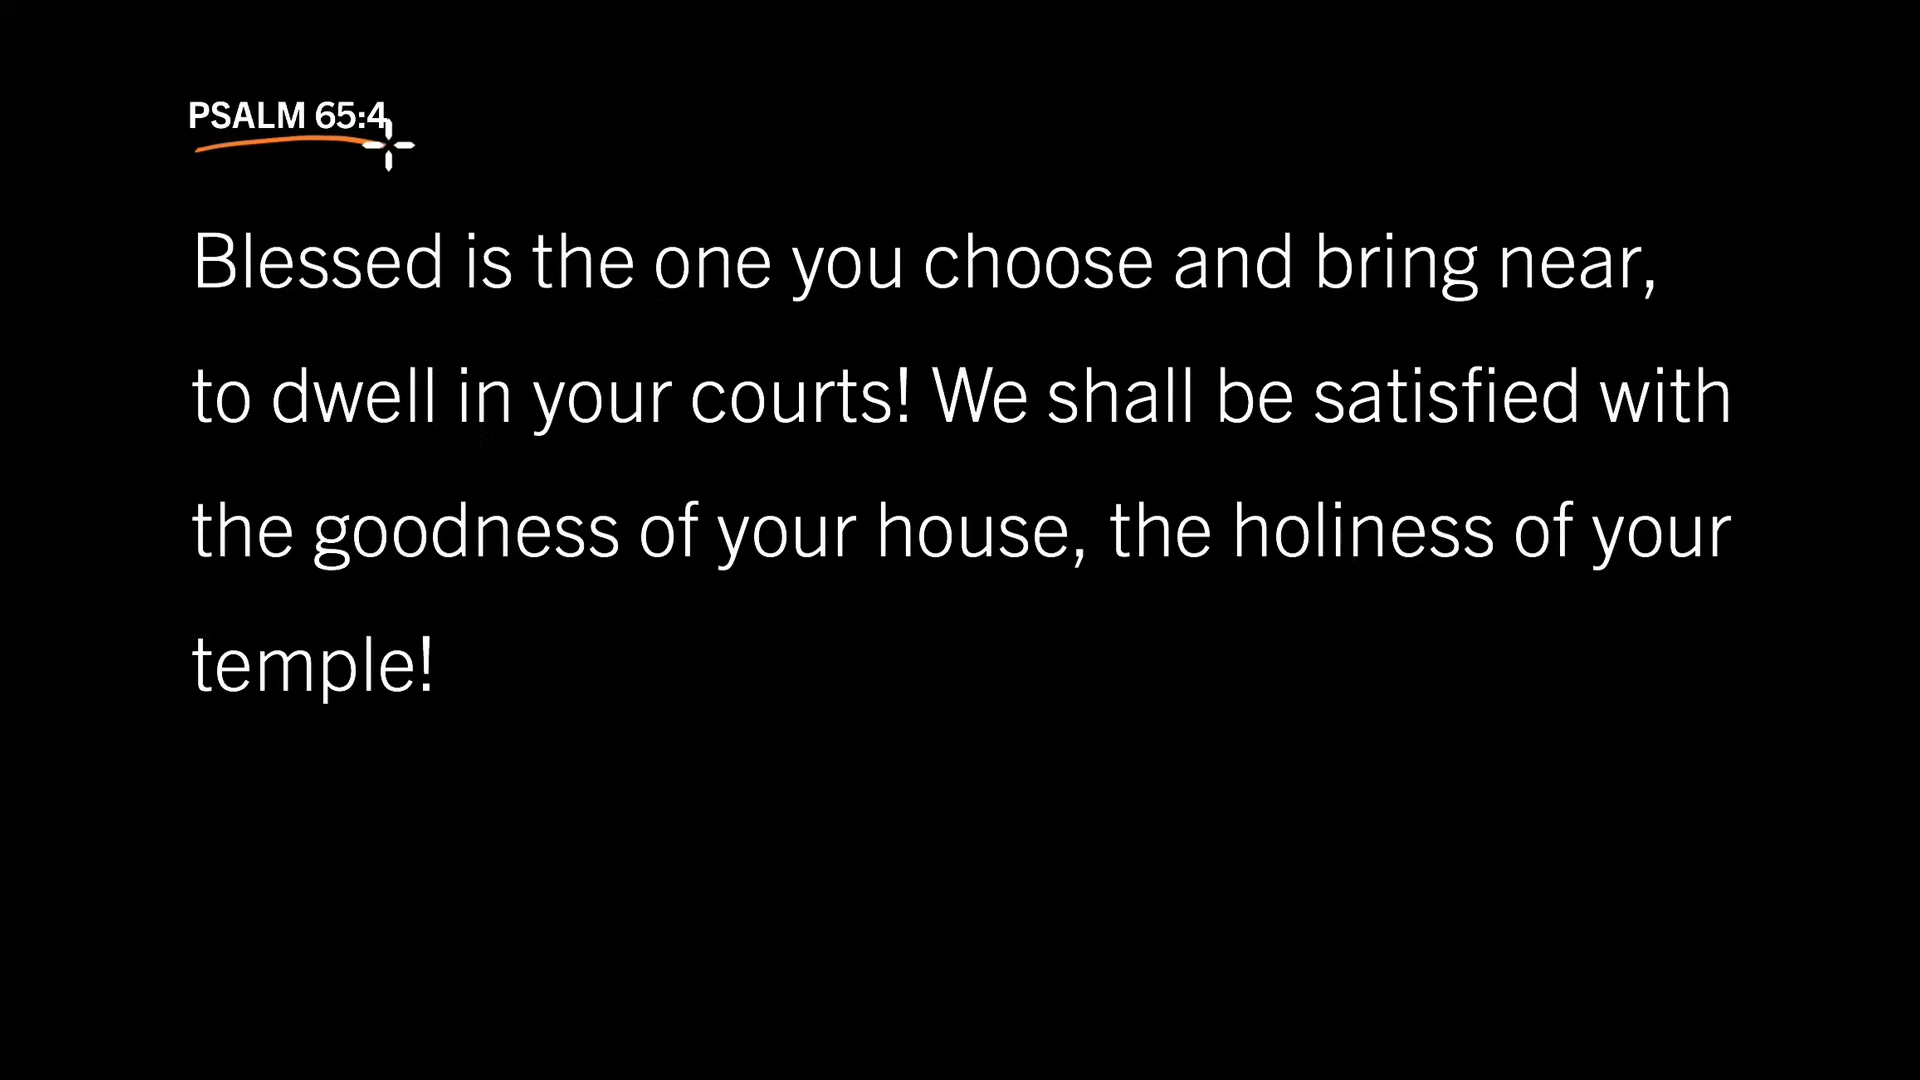 PSALM 65:4
Blessed is the one you choose and bring near,
to dwell in your courts! We shall be satisfied with
the goodness of your house, the holiness of your
temple!